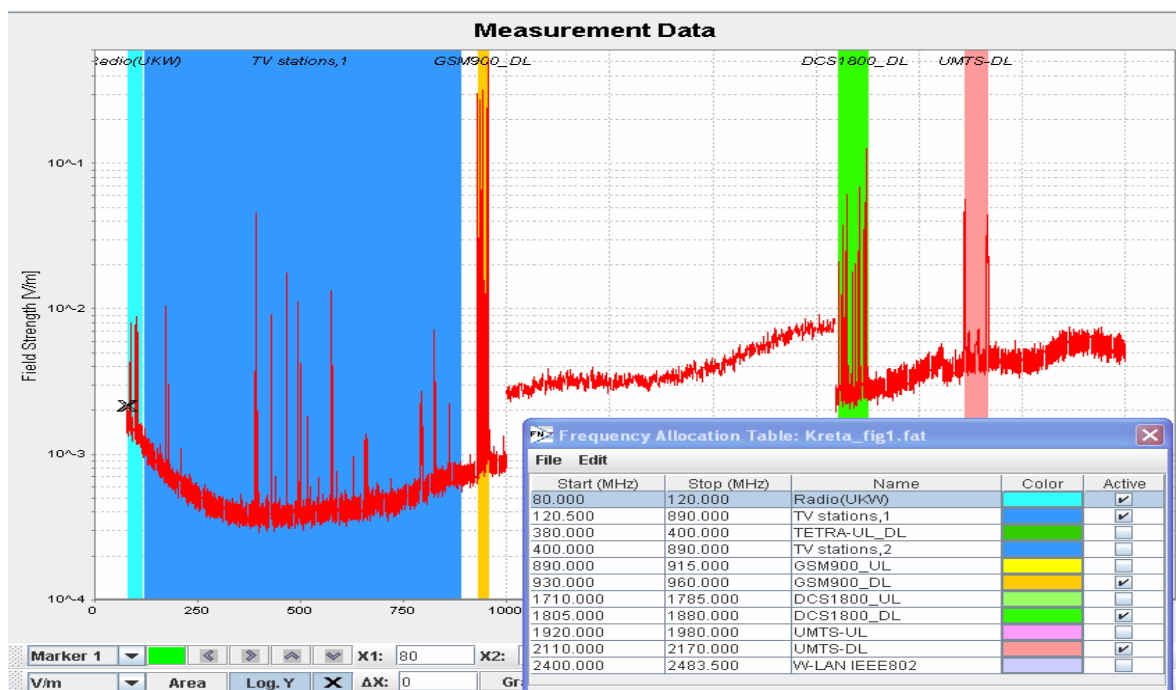 Measurement Data
Radio(UKW) TV stations,1 GSM900_DL DCS1800_DL UMTS-DL
10^-1
10^-2
10^-3
10^-4
Field Strength [V/m]
0 250 500 750 1000
Frequency Allocation Table: Kreta_fig1.fat
File Edit
Start (MHz) Stop (MHz) Name Color Active
80.000 120.000 Radio(UKW)
120.500 890.000 TV stations,1
380.000 400.000 TETRA-UL_DL
400.000 890.000 TV stations,2
890.000 915.000 GSM900_UL
930.000 960.000 GSM900_DL
1710.000 1785.000 DCS1800_UL
1805.000 1880.000 DCS1800_DL
1920.000 1980.000 UMTS-UL
2110.000 2170.000 UMTS-DL
2400.000 2483.500 W-LAN IEEE802
Marker 1 X1: 80 X2:
V/m Area Log. Y X ΔX: 0 Gr